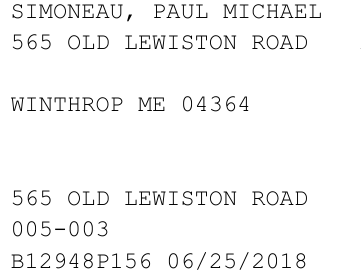 SIMONEAU, PAUL MICHAEL
565 OLD LEWISTON ROAD
WINTHROP ME 04364
565 OLD LEWISTON ROAD
005-003
B12948P156 06/25/2018